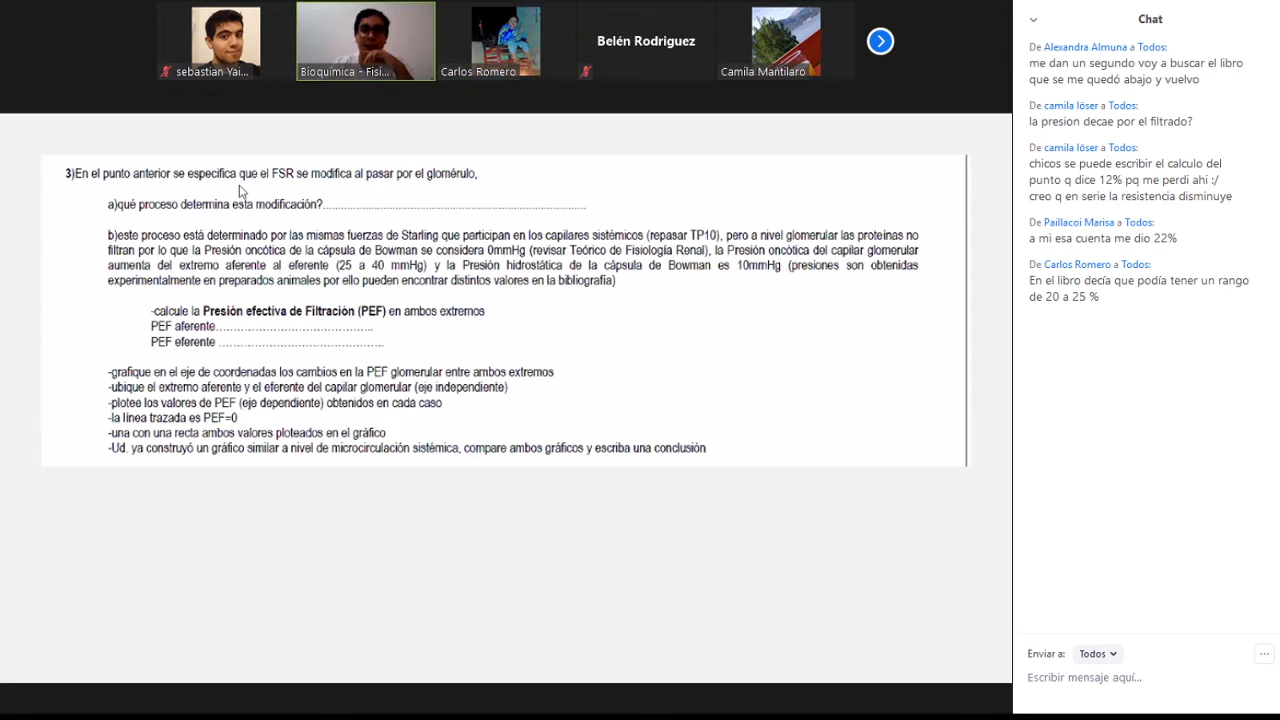 sebastian Yai...
Bioquímica - Fisi...
Carlos Romero
Belén Rodriguez
Camila Mantilaro
3)En el punto anterior se especifica que el FSR se modifica al pasar por el glomérulo,
a)qué proceso determina esta modificación?..........................................................................................
b)este proceso está determinado por las mismas fuerzas de Starling que participan en los capilares sistémicos (repasar TP10), pero a nivel glomerular las proteínas no
filtran por lo que la Presión oncótica de la cápsula de Bowman se considera 0mmHg (revisar Teórico de Fisiología Renal), la Presión oncótica del capilar glomerular
aumenta del extremo aferente al eferente (25 a 40 mmHg) y la Presión hidrostática de la cápsula de Bowman es 10mmHg (presiones son obtenidas
experimentalmente en preparados animales por ello pueden encontrar distintos valores en la bibliografía)
-calcule la Presión efectiva de Filtración (PEF) en ambos extremos
PEF aferente..........................................
PEF eferente ............................................
-grafique en el eje de coordenadas los cambios en la PEF glomerular entre ambos extremos
-ubique el extremo aferente y el eferente del capilar glomerular (eje independiente)
-plotee los valores de PEF (eje dependiente) obtenidos en cada caso
-la línea trazada es PEF=0
-una con una recta ambos valores ploteados en el gráfico
-Ud. ya construyó un gráfico similar a nivel de microcirculación sistémica, compare ambos gráficos y escriba una conclusión
Chat
De Alexandra Almuna a Todos:
me dan un segundo voy a buscar el libro
que se me quedó abajo y vuelvo
De camila löser a Todos:
la presion decae por el filtrado?
De camila löser a Todos:
chicos se puede escribir el calculo del
punto q dice 12% pq me perdi ahi :/
creo q en serie la resistencia disminuye
De Paillacoi Marisa a Todos:
a mi esa cuenta me dio 22%
De Carlos Romero a Todos:
En el libro decía que podía tener un rango
de 20 a 25 %
Enviar a: Todos
Escribir mensaje aquí...